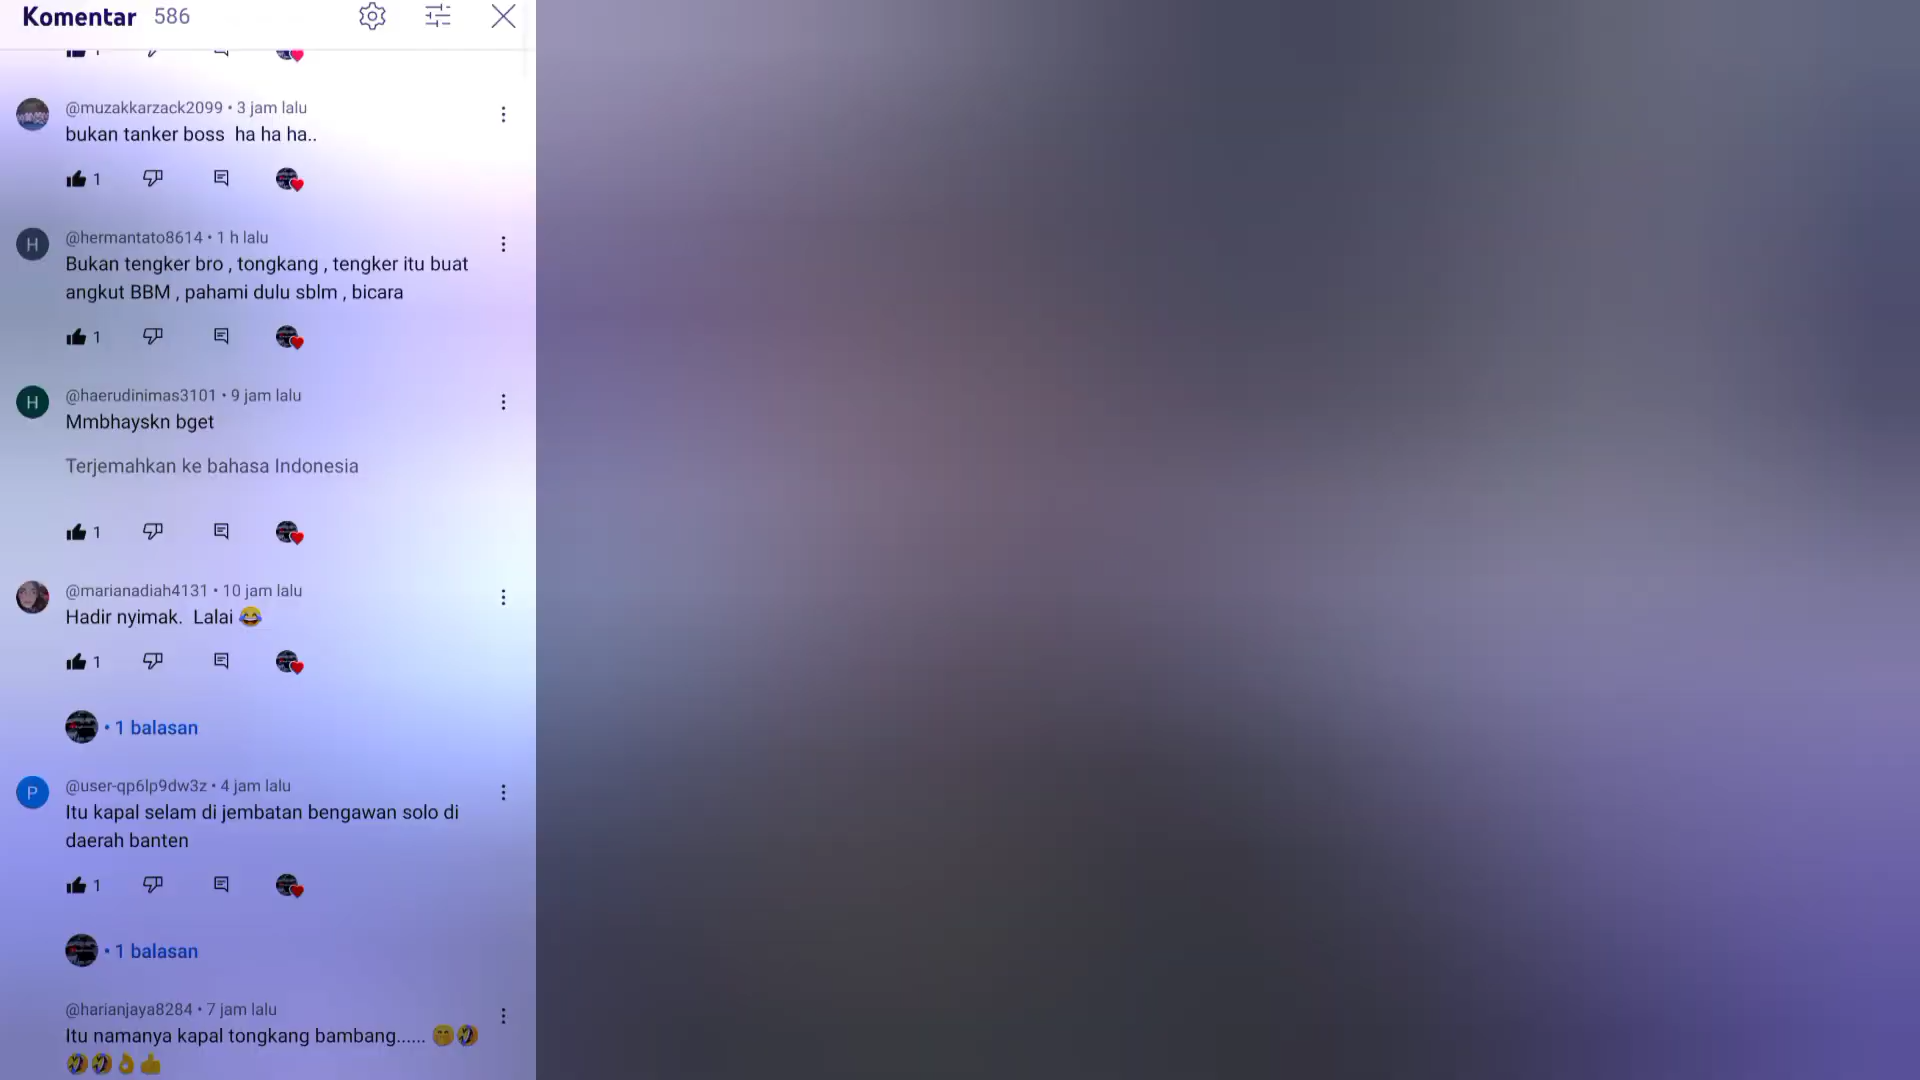 Komentar 586
1
@muzakkarzack2099 • 3 jam lalu
bukan tanker boss ha ha ha..
1
H
@hermantato8614 • 1 h lalu
Bukan tengker bro , tongkang , tengker itu buat
angkut BBM , pahami dulu sblm , bicara
1
H
@haerudinimas3101 • 9 jam lalu
Mmbhayskn bget
Terjemahkan ke bahasa Indonesia
1
@marianadiah4131 • 10 jam lalu
Hadir nyimak. Lalai 😂
1
• 1 balasan
P
@user-qp6lp9dw3z • 4 jam lalu
Itu kapal selam di jembatan bengawan solo di
daerah banten
1
• 1 balasan
@harianjaya8284 • 7 jam lalu
Itu namanya kapal tongkang bambang...... 🤭🤣
🤣🤣👌👍